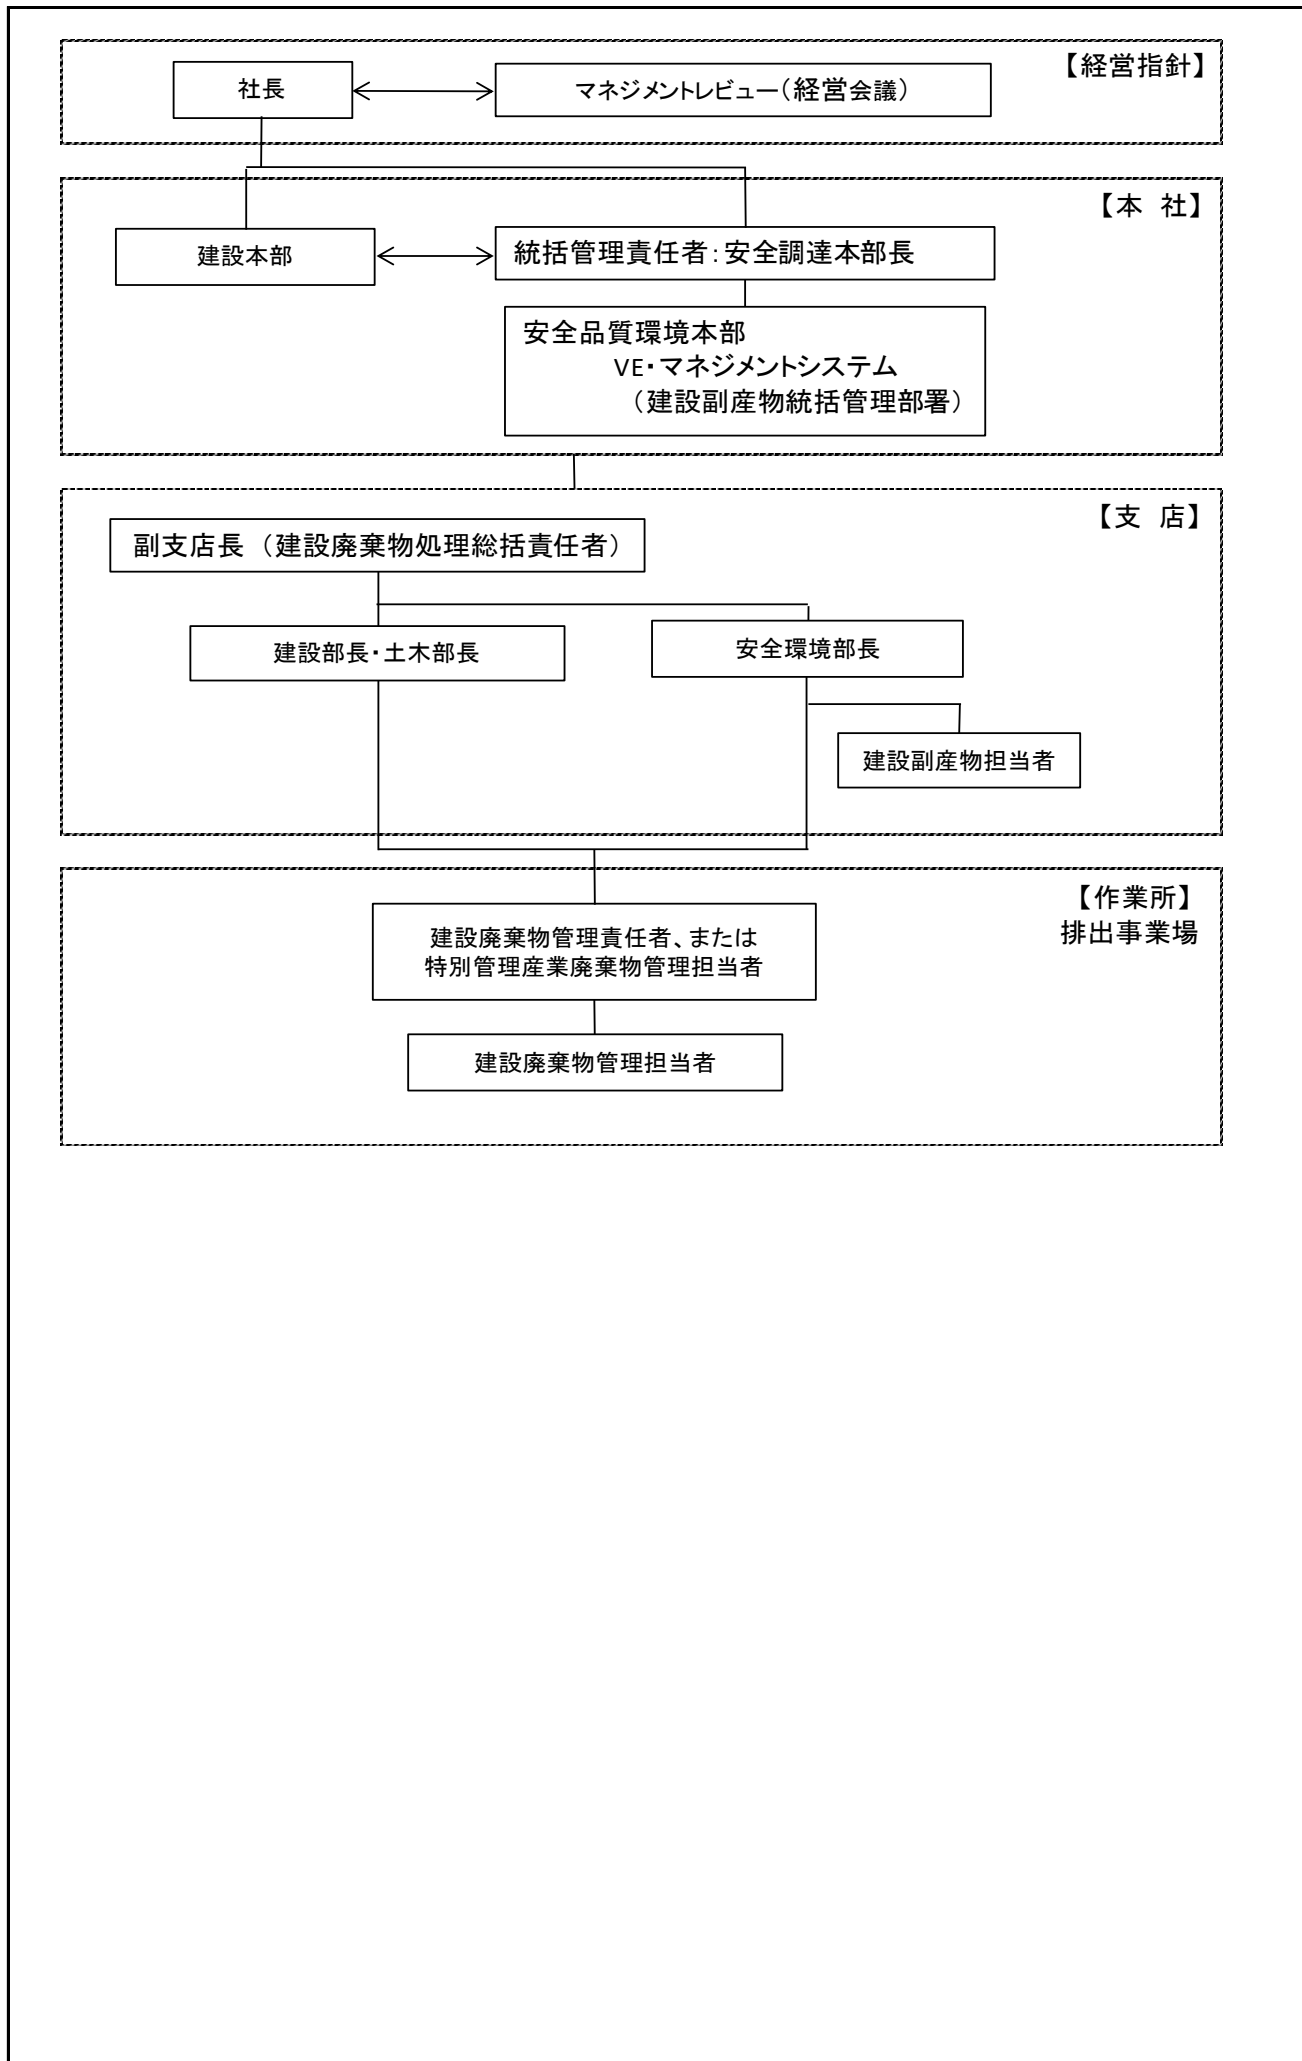 【経営指針】
社長
マネジメントレビュー（経営会議）
【本 社】
建設本部
統括管理責任者：安全調達本部長
安全品質環境本部
VE・マネジメントシステム
（建設副産物統括管理部署）
【支 店】
副支店長 （建設廃棄物処理総括責任者）
建設部長・土木部長
安全環境部長
建設副産物担当者
【作業所】
排出事業場
建設廃棄物管理責任者、または
特別管理産業廃棄物管理担当者
建設廃棄物管理担当者